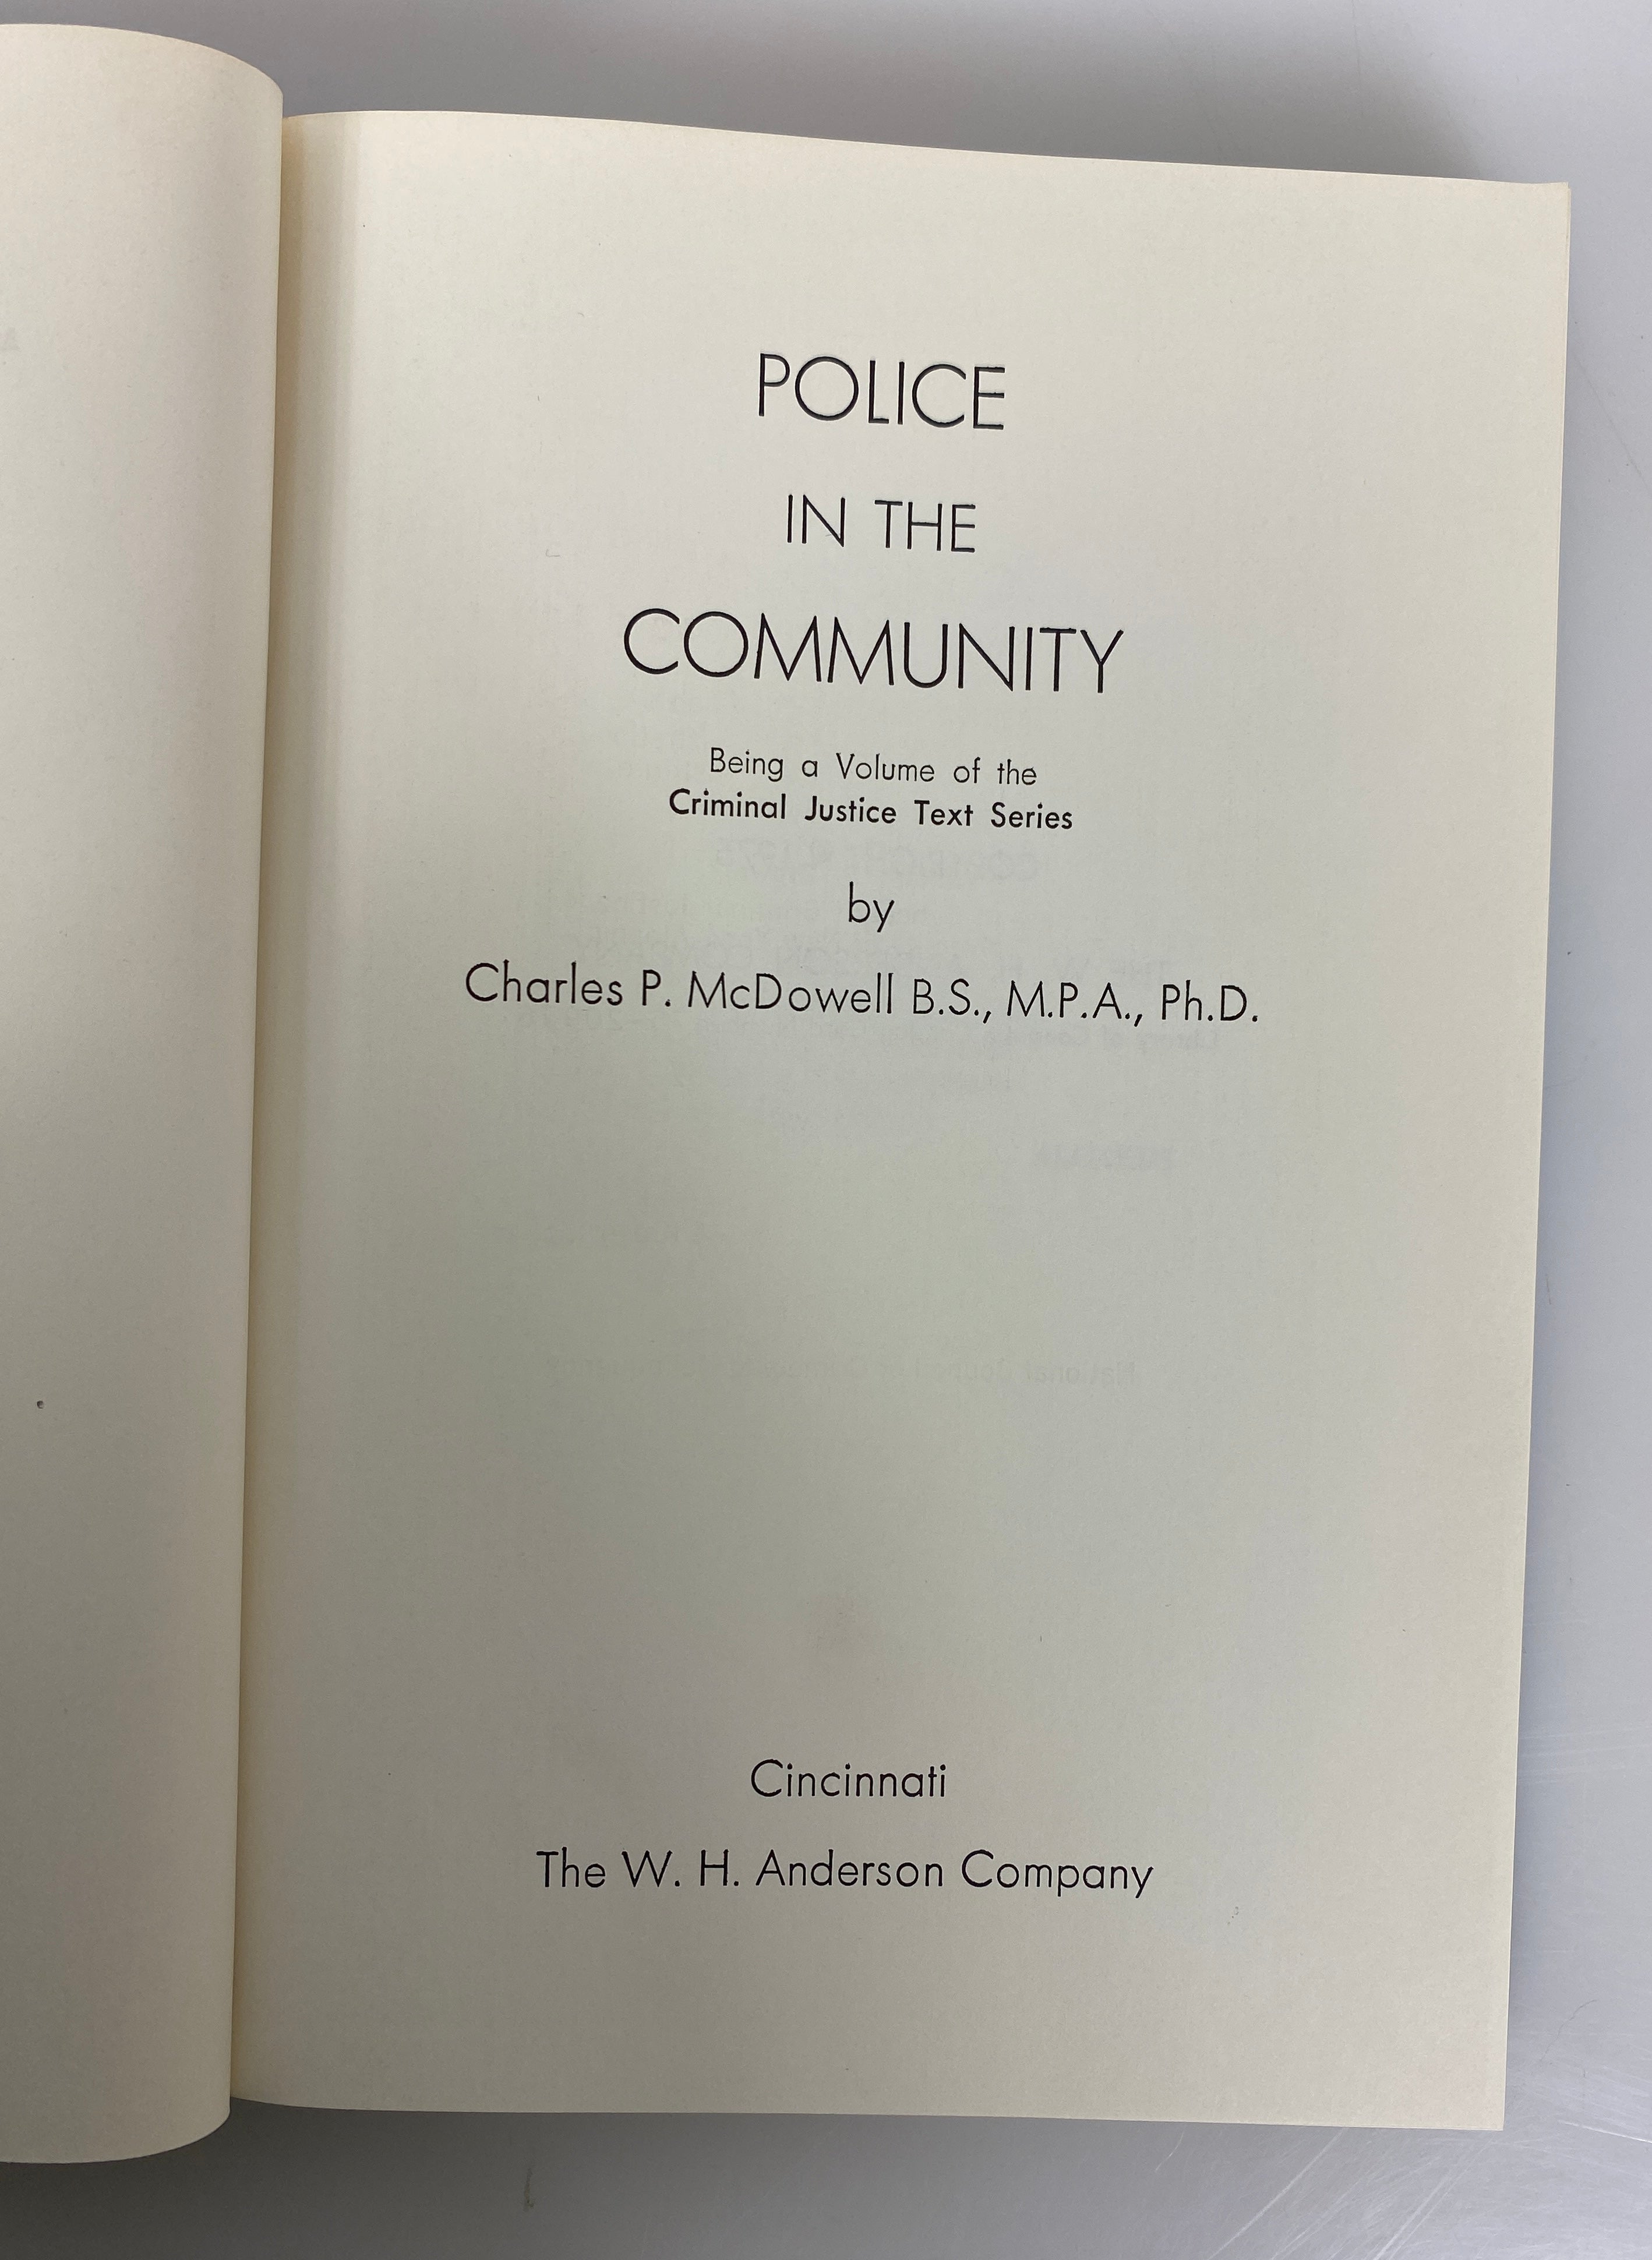 POLICE
IN THE
COMMUNITY
Being a Volume of the
Criminal Justice Text Series
by
Charles P. McDowell B.S., M.P.A., Ph.D.
Cincinnati
The W. H. Anderson Company